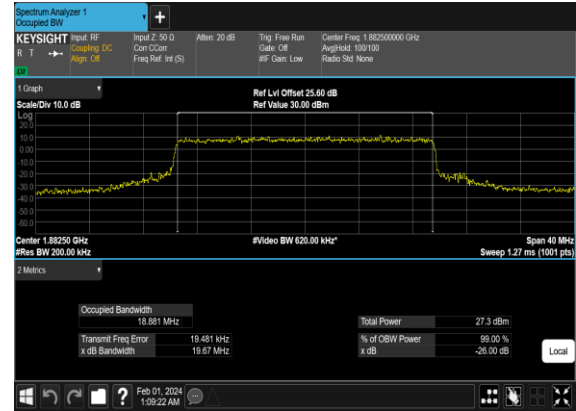 Spectrum Analyzer 1
Occupied BW
+
KEYSIGHT Input: RF Input Z: 50 Ω Atten: 20 dB Trig: Free Run Center Freq: 1.882500000 GHz
R T Coupling: DC Corr CCorr Gate: Off Avg|Hold: 100/100
Align: Off Freq Ref: Int (S) #IF Gain: Low Radio Std: None
LV
1 Graph Ref Lvl Offset 25.60 dB
Scale/Div 10.0 dB Ref Value 30.00 dBm
Log
20.0
10.0
0.00
-10.0
-20.0
-30.0
-40.0
-50.0
-60.0
Center 1.88250 GHz #Video BW 620.00 kHz* Span 40 MHz
#Res BW 200.00 kHz Sweep 1.27 ms (1001 pts)
2 Metrics
Occupied Bandwidth
18.881 MHz Total Power 27.3 dBm
Transmit Freq Error 19.481 kHz % of OBW Power 99.00 %
x dB Bandwidth 19.67 MHz x dB -26.00 dB
Local
? Feb 01, 2024
1:09:22 AM